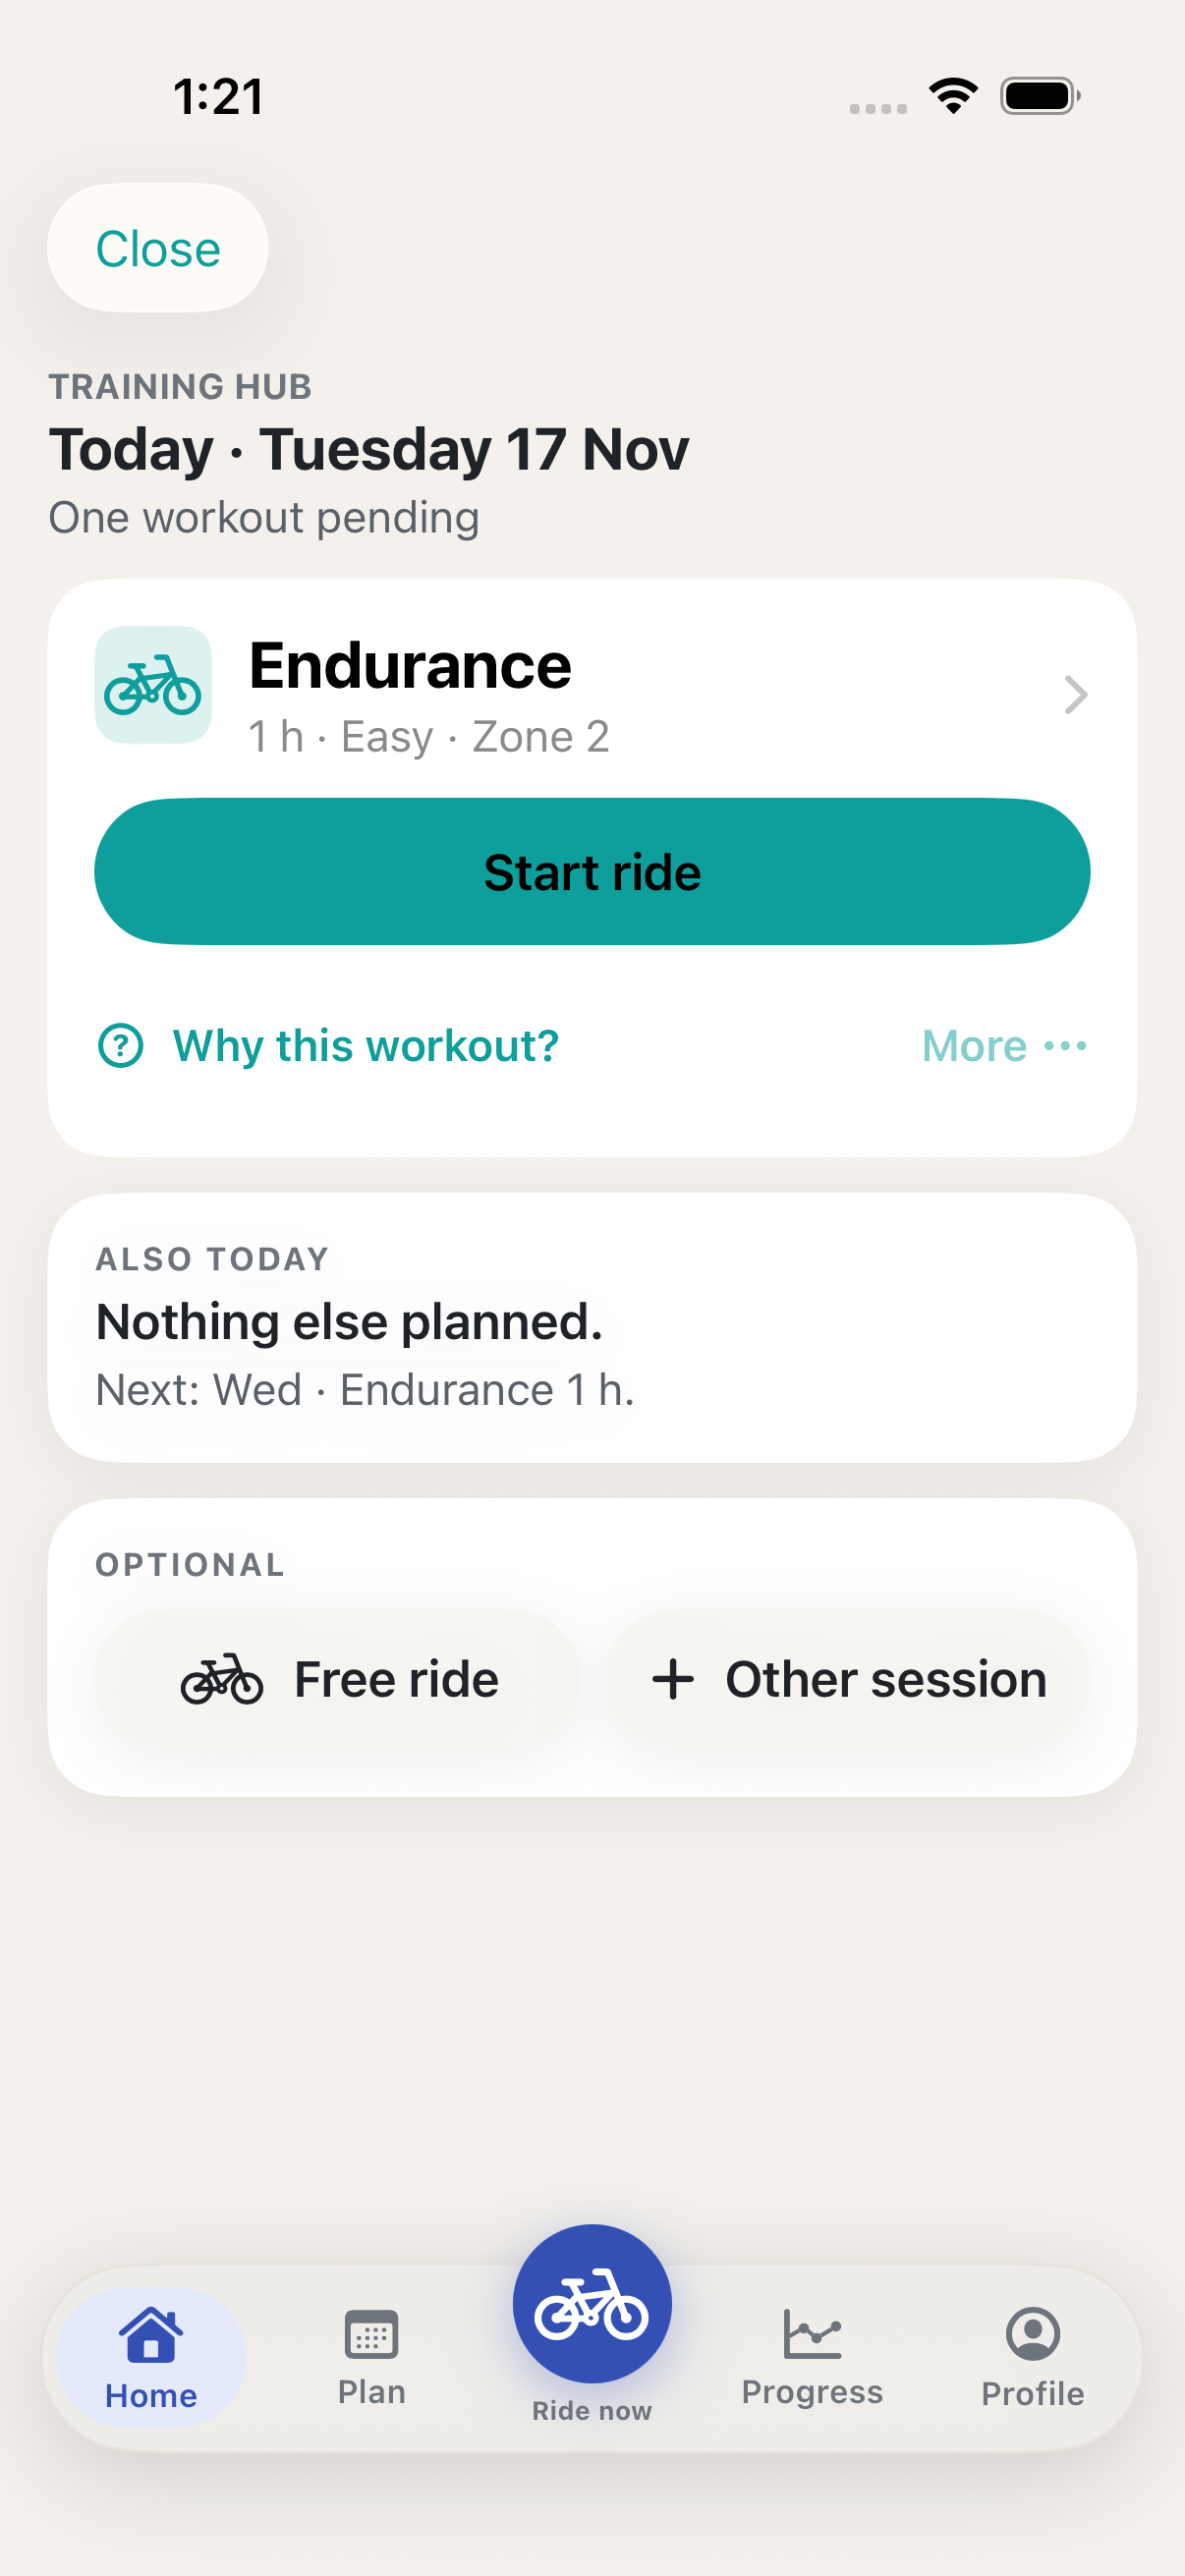 1:21
Close
TRAINING HUB
Today · Tuesday 17 Nov
One workout pending
Endurance
1 h · Easy · Zone 2
Start ride
Why this workout?
More ···
ALSO TODAY
Nothing else planned.
Next: Wed · Endurance 1 h.
OPTIONAL
Free ride
+ Other session
Home
Plan
Ride now
Progress
Profile